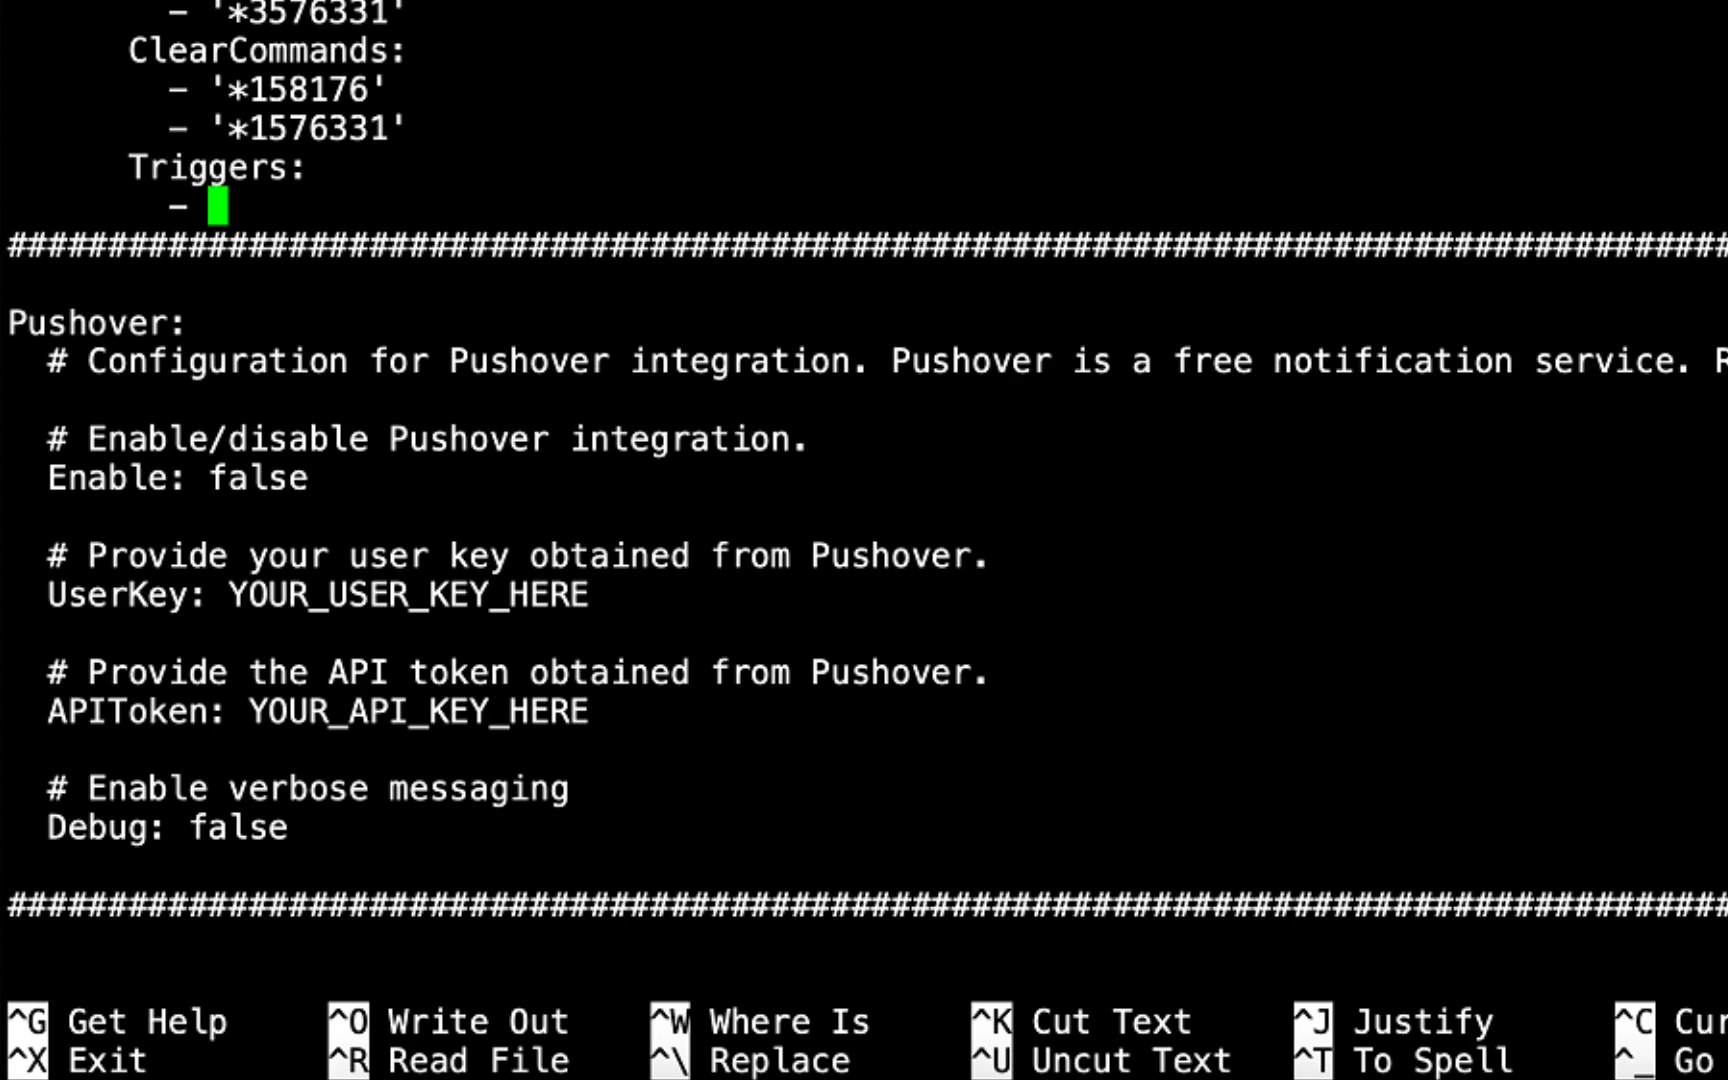 - '*3576331'
ClearCommands:
- '*158176'
- '*1576331'
Triggers:
-
######################################################################################
Pushover:
# Configuration for Pushover integration. Pushover is a free notification service. R
# Enable/disable Pushover integration.
Enable: false
# Provide your user key obtained from Pushover.
UserKey: YOUR_USER_KEY_HERE
# Provide the API token obtained from Pushover.
APIToken: YOUR_API_KEY_HERE
# Enable verbose messaging
Debug: false
######################################################################################
^G Get Help ^O Write Out ^W Where Is ^K Cut Text ^J Justify ^C Cur
^X Exit ^R Read File ^\ Replace ^U Uncut Text ^T To Spell ^_ Go